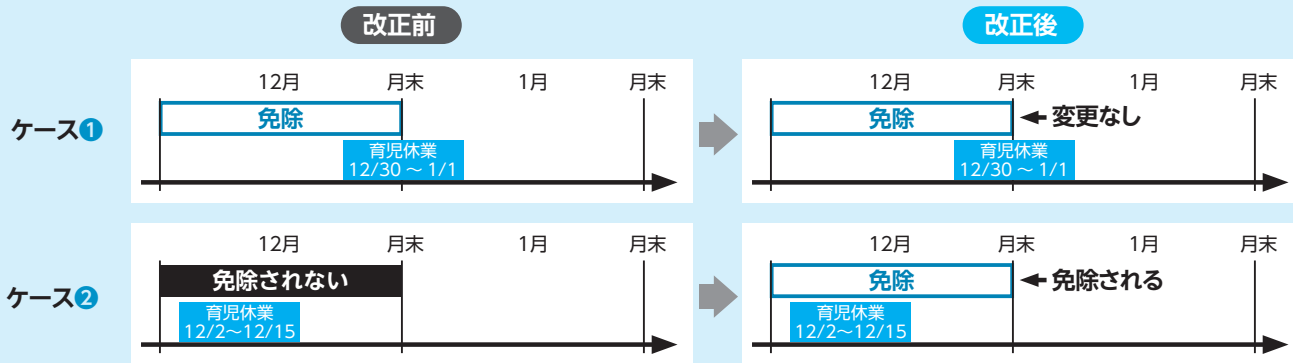 改正前
改正後
12月 月末 1月 月末
12月 月末 1月 月末
ケース❶
免除
育児休業
12/30 ～ 1/1
免除
変更なし
育児休業
12/30 ～ 1/1
12月 月末 1月 月末
12月 月末 1月 月末
ケース❷
免除されない
育児休業
12/2～12/15
免除
免除される
育児休業
12/2～12/15